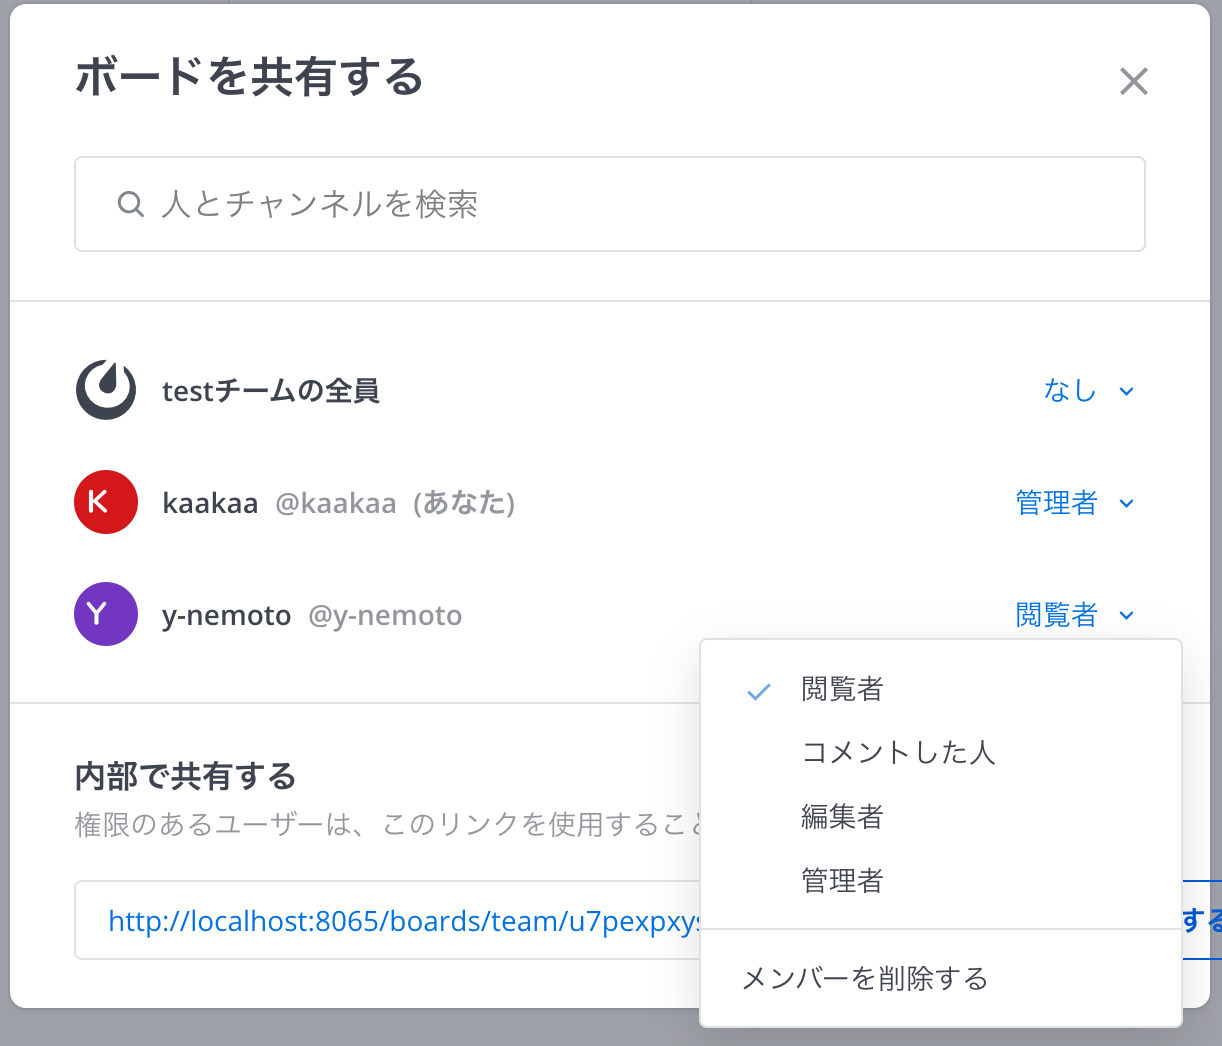 ボードを共有する
人とチャンネルを検索
testチームの全員 なし
K kaakaa @kaakaa (あなた) 管理者
Y y-nemoto @y-nemoto 閲覧者
閲覧者
コメントした人
編集者
管理者
メンバーを削除する
内部で共有する
権限のあるユーザーは、このリンクを使用するこ
http://localhost:8065/boards/team/u7pexpxy
する